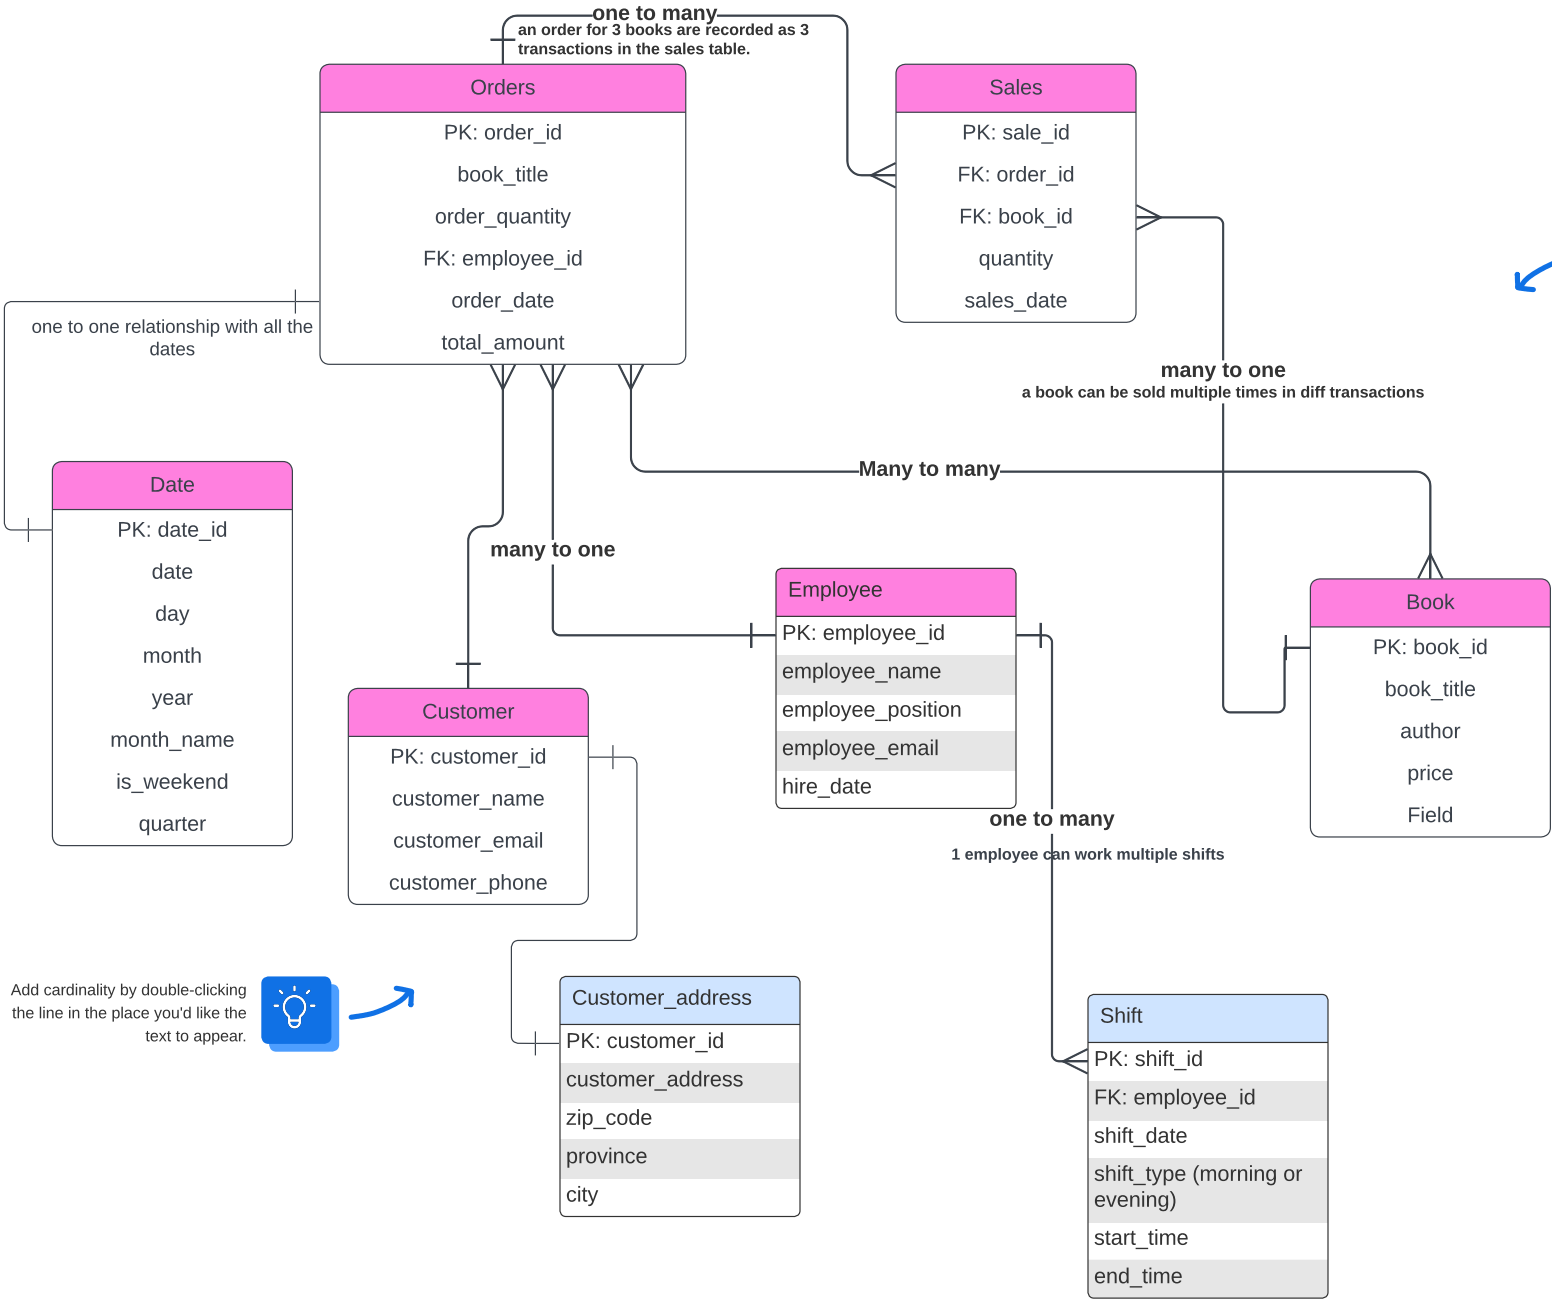 one to many
an order for 3 books are recorded as 3
transactions in the sales table.
Orders
PK: order_id
book_title
order_quantity
FK: employee_id
order_date
total_amount
Sales
PK: sale_id
FK: order_id
FK: book_id
quantity
sales_date
one to one relationship with all the
dates
many to one
a book can be sold multiple times in diff transactions
Many to many
Date
PK: date_id
date
day
month
year
month_name
is_weekend
quarter
many to one
Employee
PK: employee_id
employee_name
employee_position
employee_email
hire_date
Book
PK: book_id
book_title
author
price
Field
Customer
PK: customer_id
customer_name
customer_email
customer_phone
one to many
1 employee can work multiple shifts
Add cardinality by double-clicking
the line in the place you'd like the
text to appear.
Customer_address
PK: customer_id
customer_address
zip_code
province
city
Shift
PK: shift_id
FK: employee_id
shift_date
shift_type (morning or
evening)
start_time
end_time